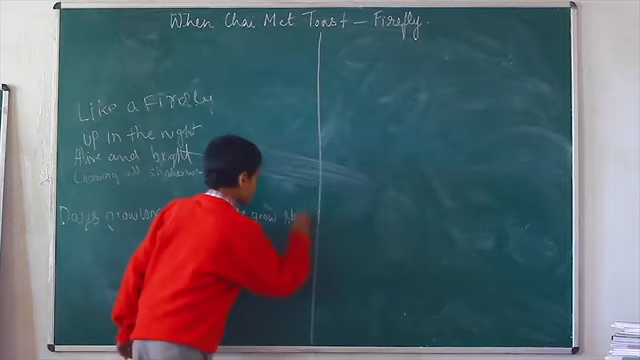 When Chai Met Toast - Firefly.
Like a Firefly
up in the night
Alive and bright
Chasing all shadows
Days grow long grow